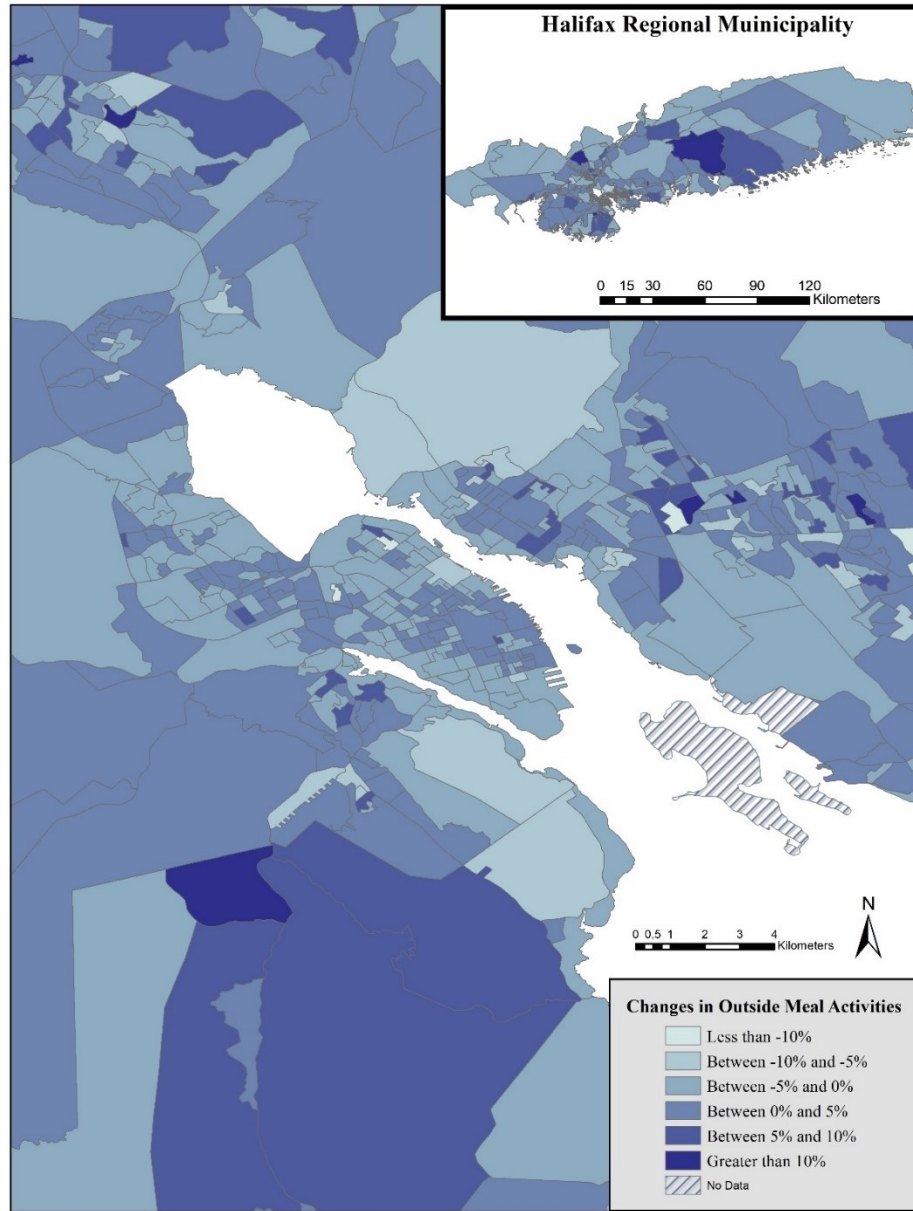 Halifax Regional Muinicipality
0 15 30 60 90 120
Kilometers
N
0 0.5 1 2 3 4
Kilometers
Changes in Outside Meal Activities
Less than -10%
Between -10% and -5%
Between -5% and 0%
Between 0% and 5%
Between 5% and 10%
Greater than 10%
No Data